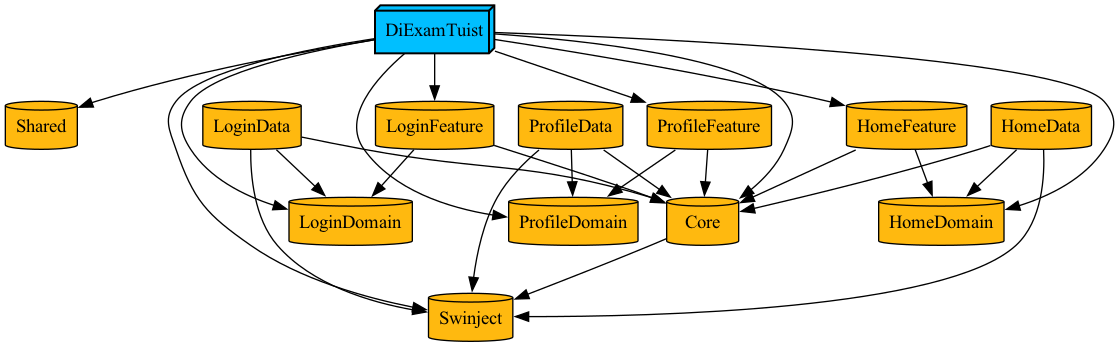 DiExamTuist
Shared
LoginData
LoginFeature
ProfileData
ProfileFeature
HomeFeature
HomeData
LoginDomain
ProfileDomain
Core
HomeDomain
Swinject